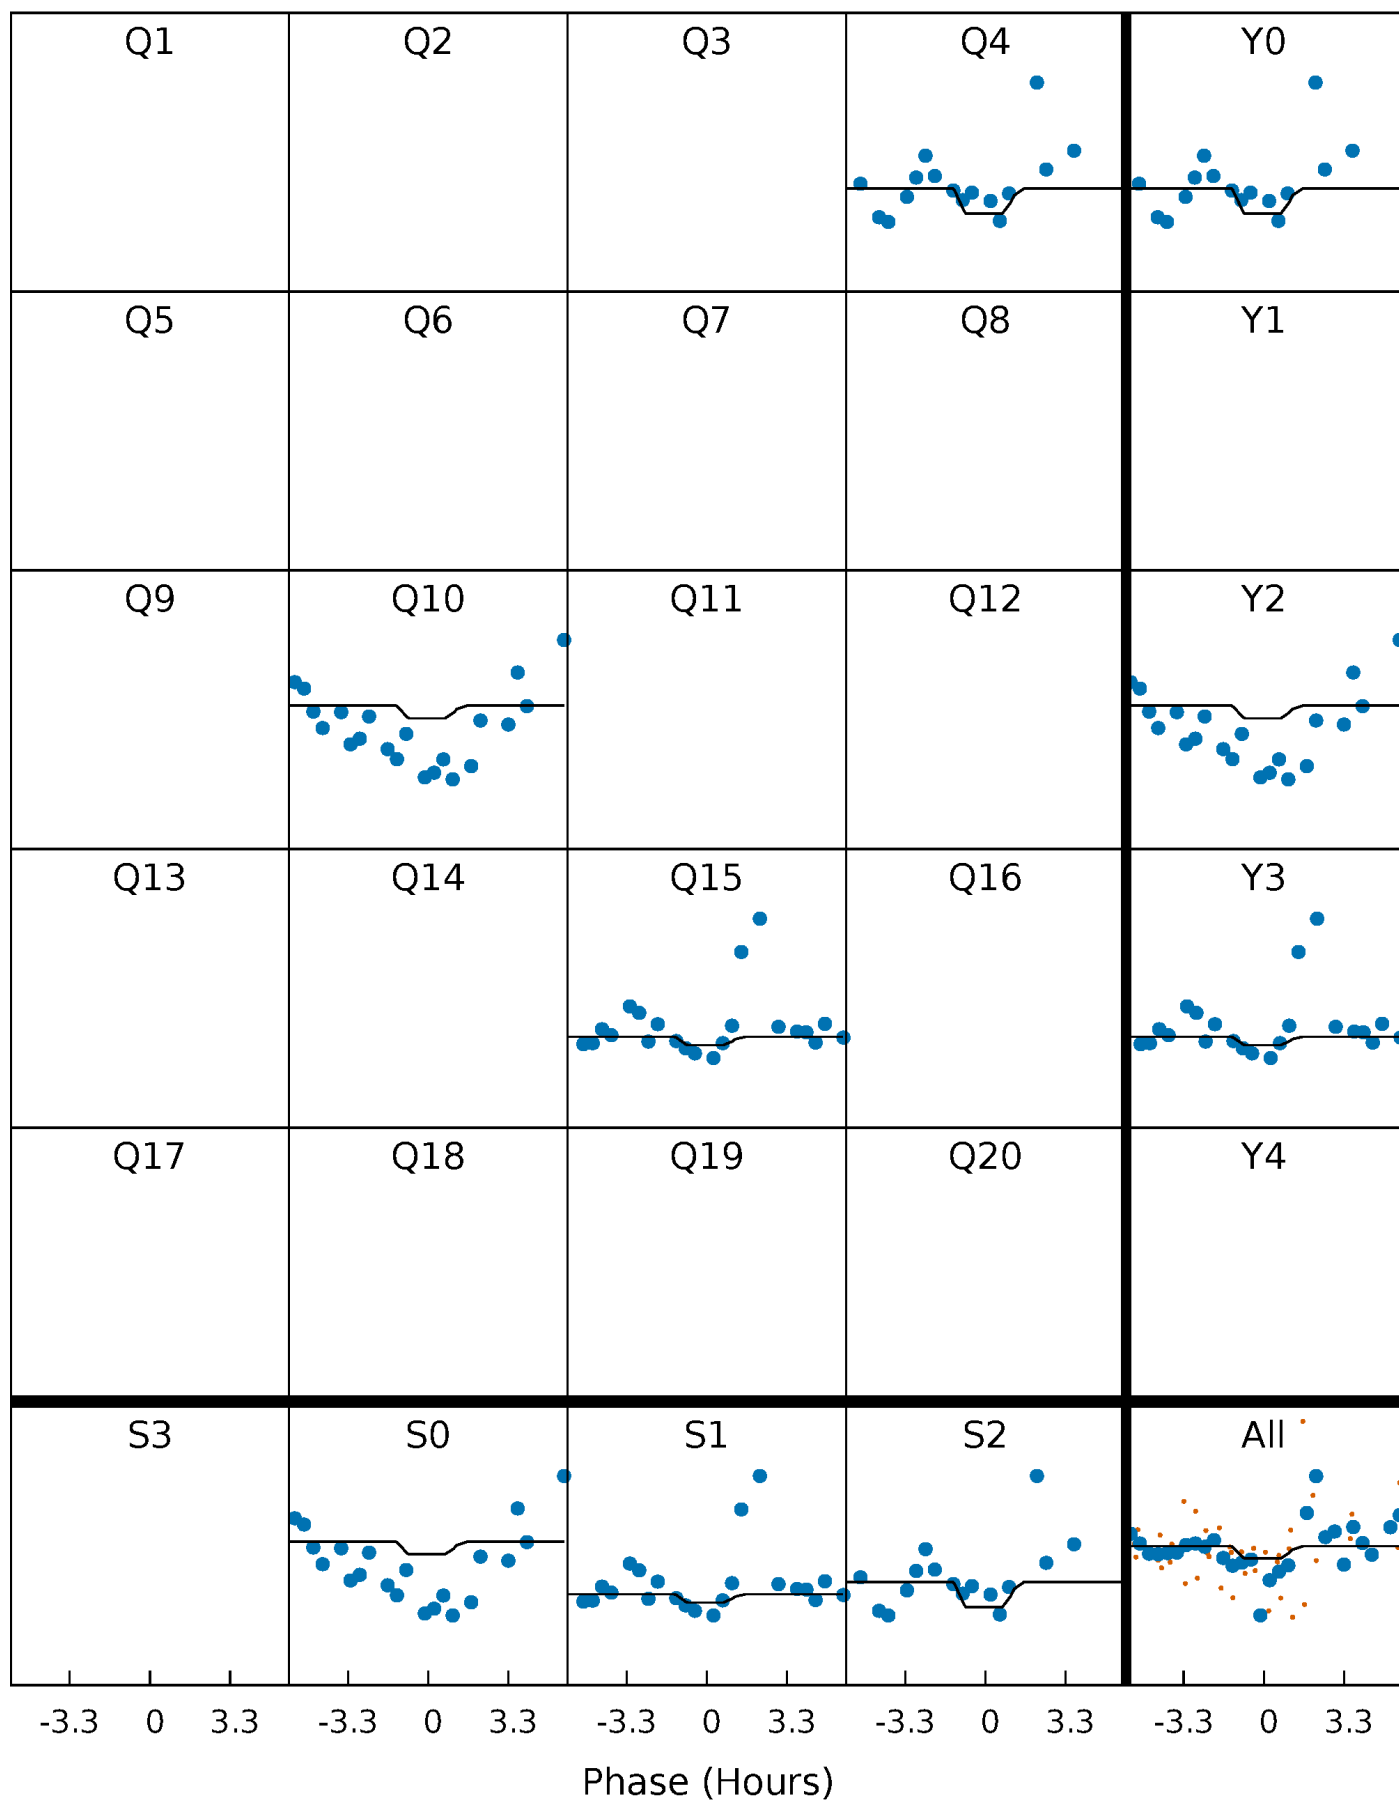 Q1 Q2 Q3 Q4 Y0
Q5 Q6 Q7 Q8 Y1
Q9 Q10 Q11 Q12 Y2
Q13 Q14 Q15 Q16 Y3
Q17 Q18 Q19 Q20 Y4
S3 S0 S1 S2 All
-3.3 0 3.3 -3.3 0 3.3 -3.3 0 3.3 -3.3 0 3.3 -3.3 0 3.3
Phase (Hours)